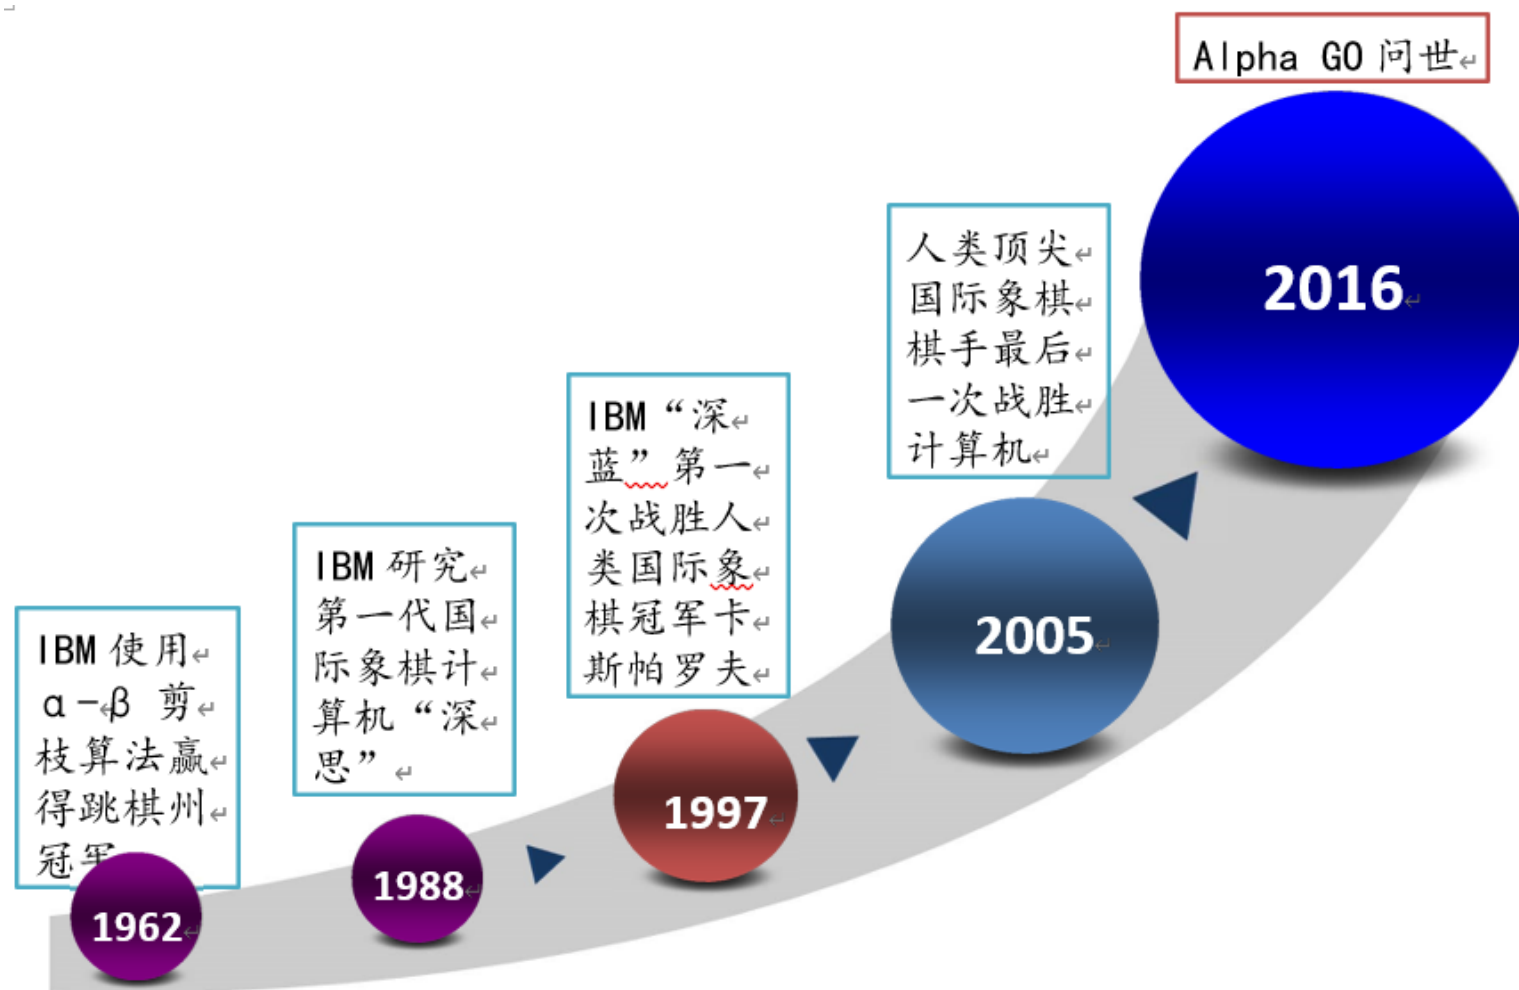 Alpha GO 问世
2016
人类顶尖
国际象棋
棋手最后
一次战胜
计算机
2005
IBM“深
蓝”第一
次战胜人
类国际象
棋冠军卡
斯帕罗夫
1997
IBM 研究
第一代国
际象棋计
算机“深
思”
1988
IBM 使用
α-β 剪
枝算法赢
得跳棋州
冠军
1962